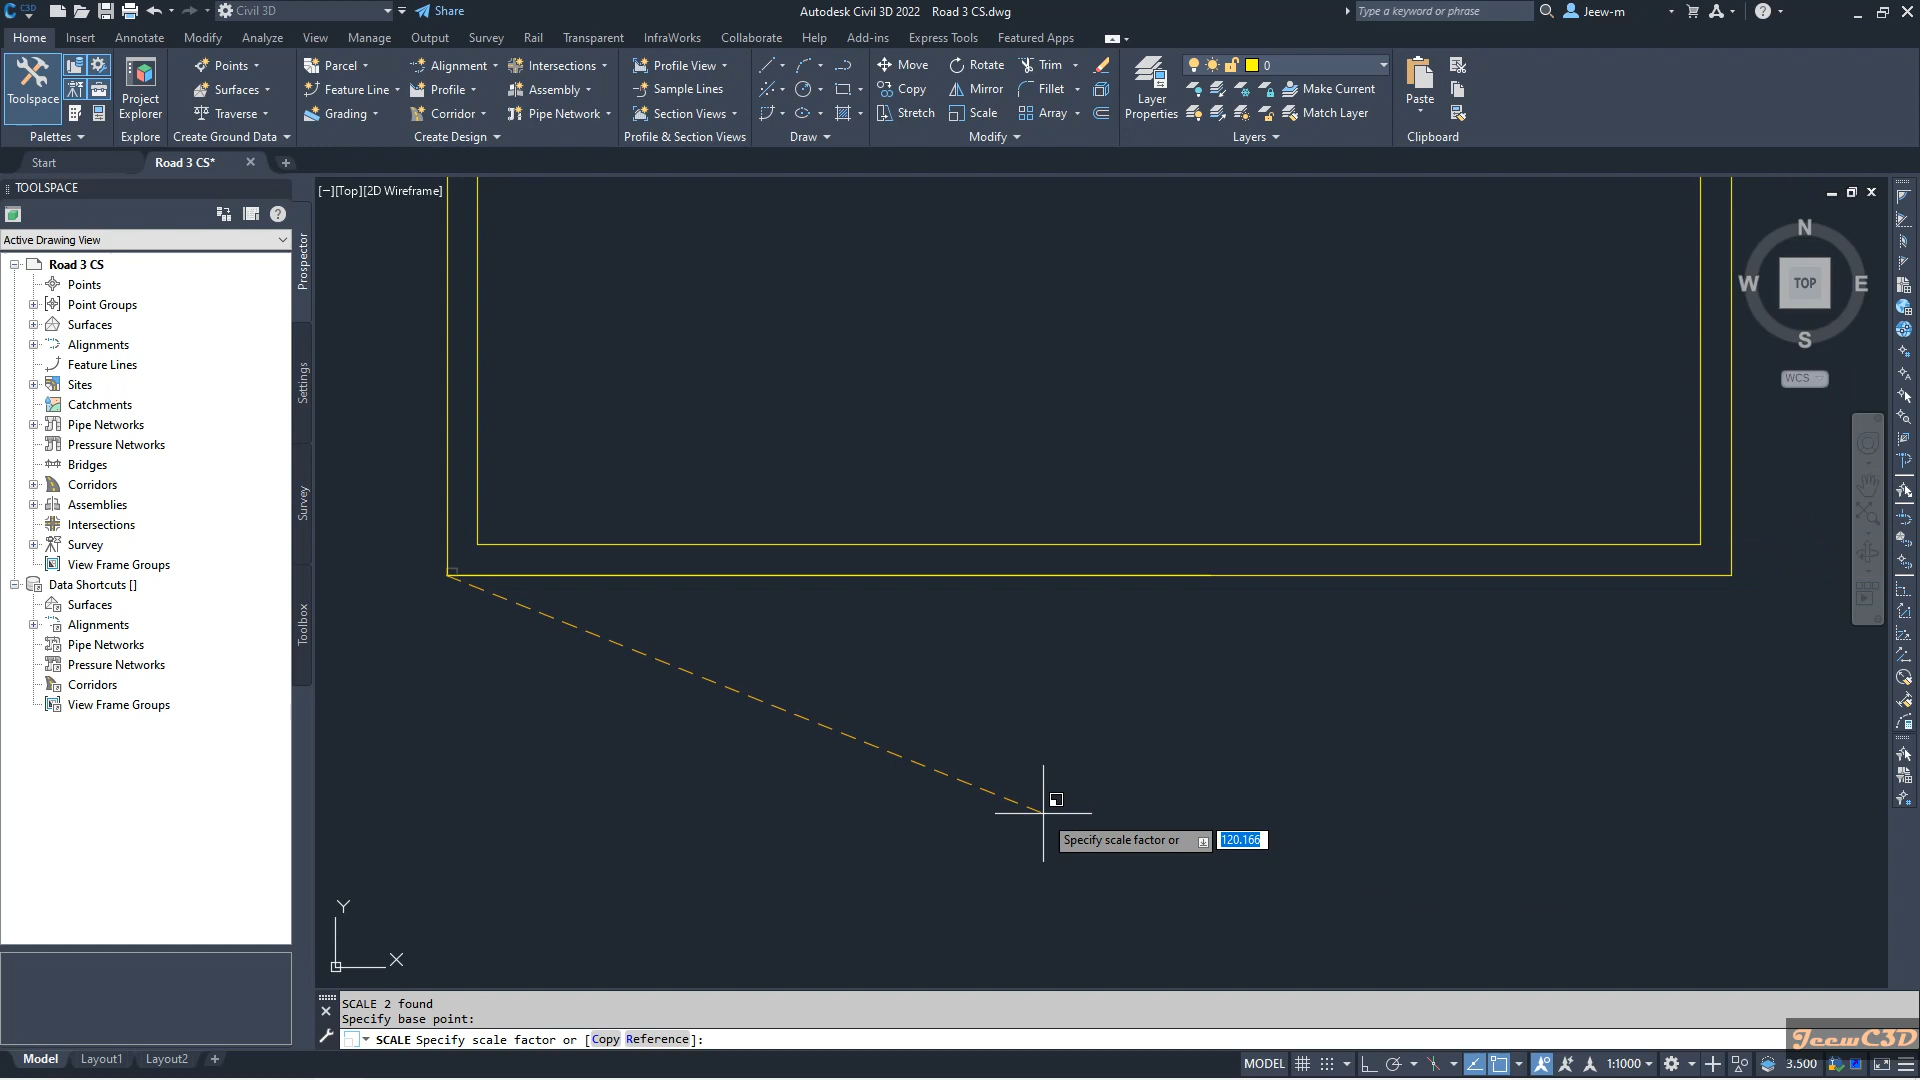 C3D Civil 3D Share Autodesk Civil 3D 2022 Road 3 CS.dwg Type a keyword or phrase Jeew-m
Home Insert Annotate Modify Analyze View Manage Output Survey Rail Transparent InfraWorks Collaborate Help Add-ins Express Tools Featured Apps
Points Parcel Alignment Intersections Profile View Move Rotate Trim 0
Surfaces Feature Line Profile Assembly Sample Lines Copy Mirror Fillet Make Current
Toolspace Project Explorer Traverse Grading Corridor Pipe Network Section Views Stretch Scale Array Layer Properties Match Layer Paste
Palettes Explore Create Ground Data Create Design Profile & Section Views Draw Modify Layers Clipboard
Start Road 3 CS*
TOOLSPACE
[−][Top][2D Wireframe]
Active Drawing View
Road 3 CS
Points
Point Groups
Surfaces
Alignments
Feature Lines
Sites
Catchments
Pipe Networks
Pressure Networks
Bridges
Corridors
Assemblies
Intersections
Survey
View Frame Groups
Data Shortcuts []
Surfaces
Alignments
Pipe Networks
Pressure Networks
Corridors
View Frame Groups
Prospector
Settings
Survey
Toolbox
N
W TOP E
S
WCS
Specify scale factor or 120.166
Y
X
SCALE 2 found
Specify base point:
SCALE Specify scale factor or [Copy Reference]:
JeewC3D
Model Layout1 Layout2 MODEL 1:1000 3.500